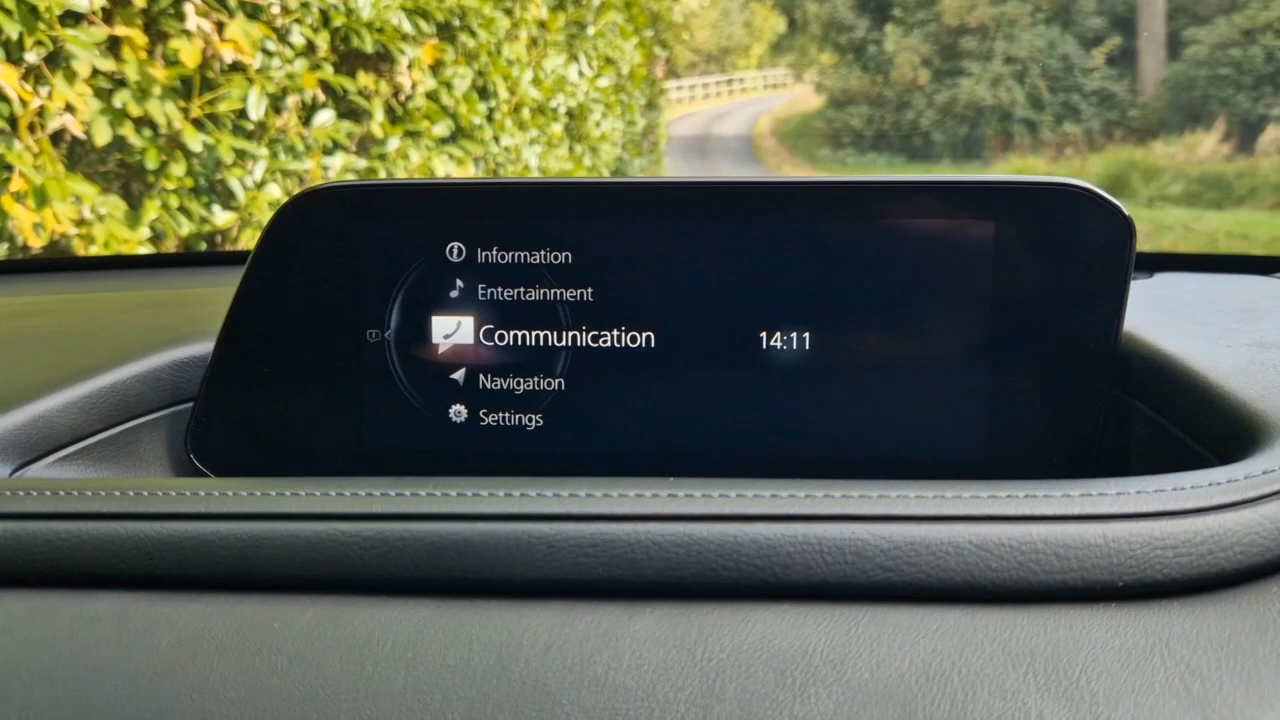 Information
Entertainment
Communication
14:11
Navigation
Settings